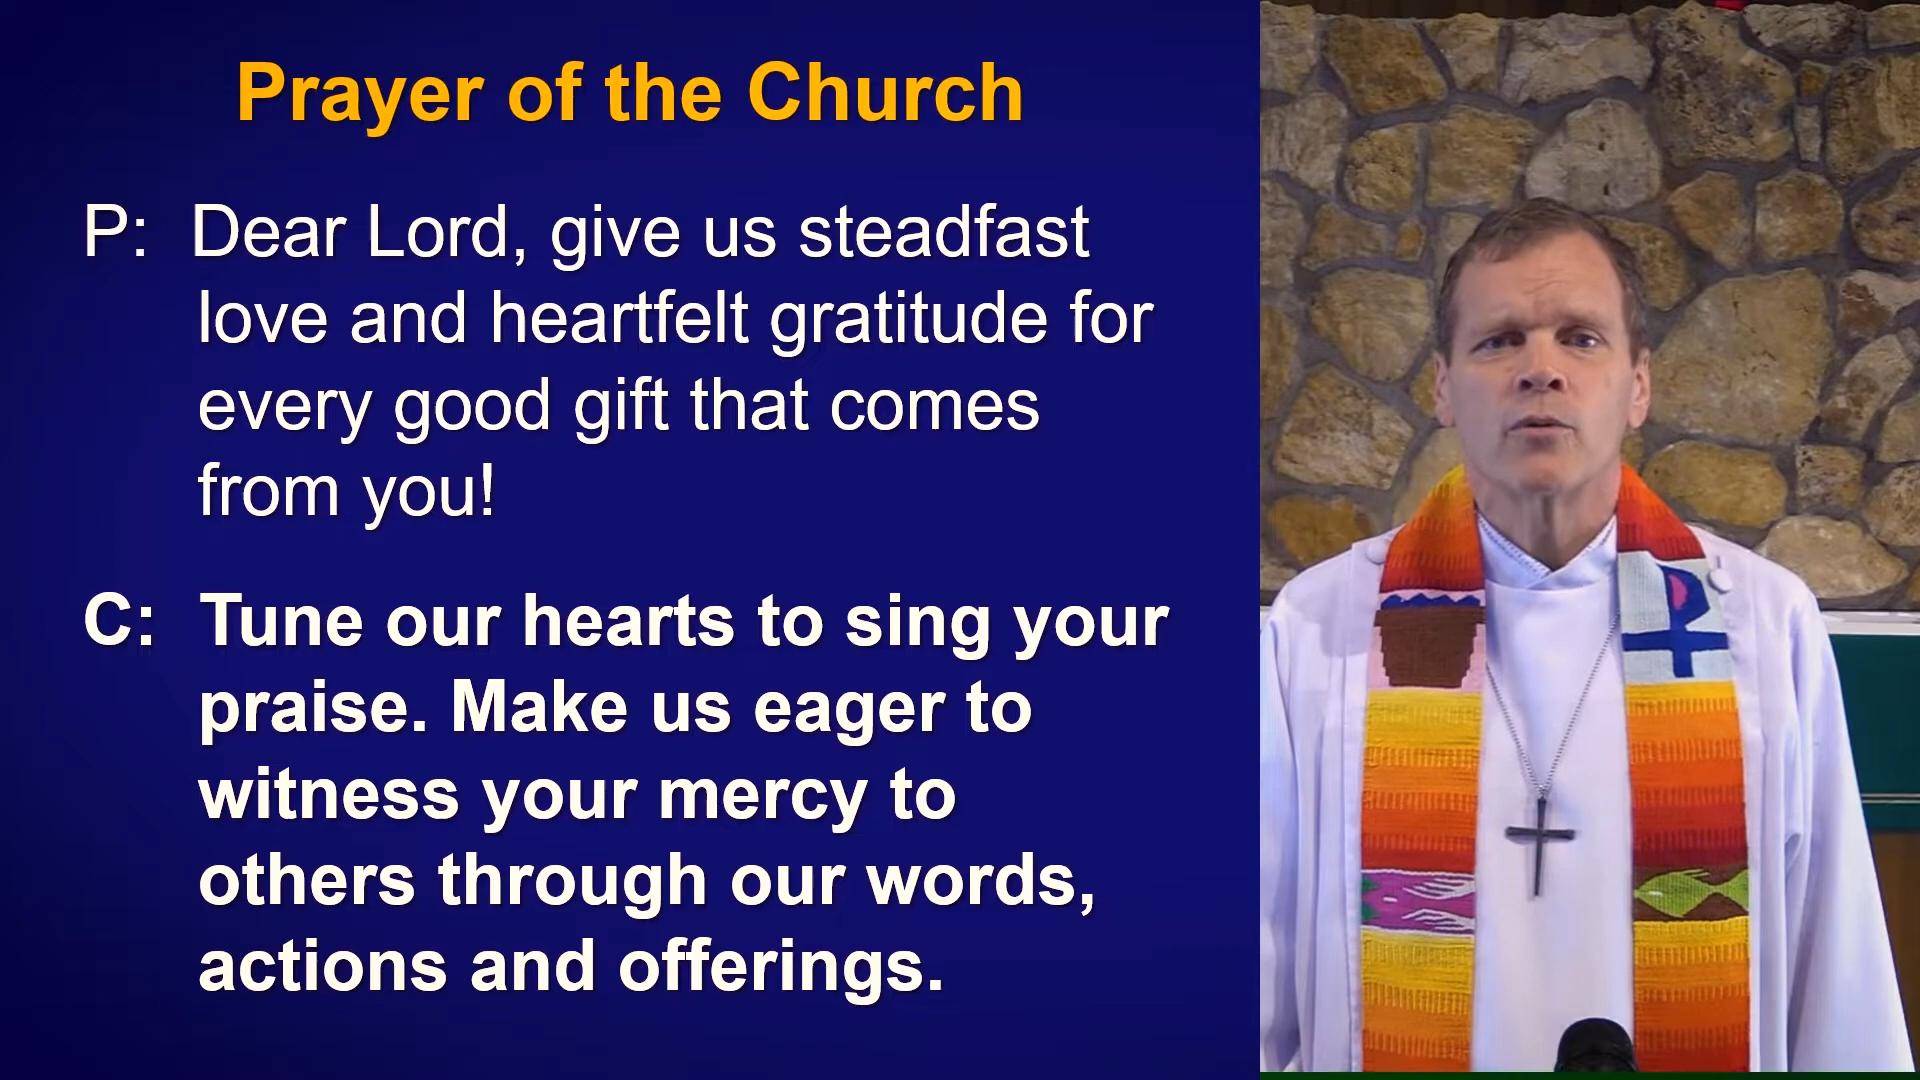 Prayer of the Church
P: Dear Lord, give us steadfast
love and heartfelt gratitude for
every good gift that comes
from you!
C: Tune our hearts to sing your
praise. Make us eager to
witness your mercy to
others through our words,
actions and offerings.